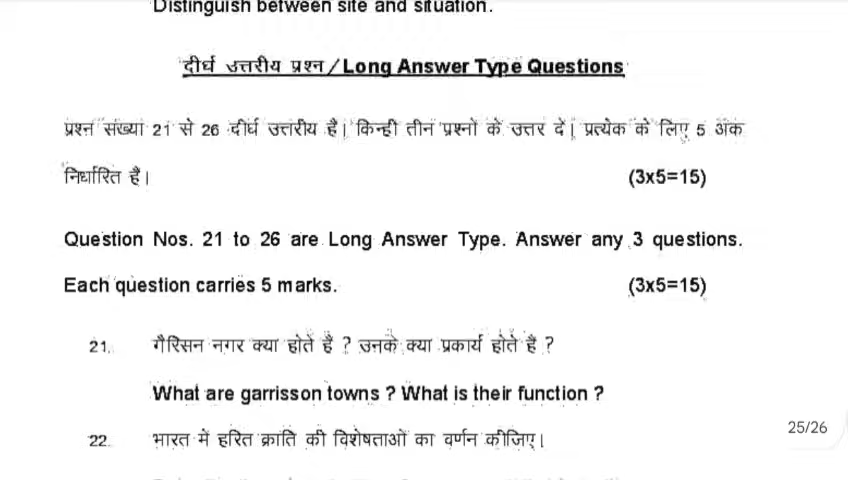 Distinguish between site and situation.
दीर्घ उत्तरीय प्रश्न/Long Answer Type Questions
प्रश्न संख्या 21 से 26 दीर्घ उत्तरीय है। किन्ही तीन प्रश्नो के उत्तर दें। प्रत्येक के लिए 5 अंक
निर्धारित है। (3x5=15)
Question Nos. 21 to 26 are Long Answer Type. Answer any 3 questions.
Each question carries 5 marks. (3x5=15)
21. गैरिसन नगर क्या होते हैं ? उनके क्या प्रकार्य होते हैं ?
What are garrisson towns ? What is their function ?
25/26
22. भारत में हरित क्रांति की विशेषताओं का वर्णन कीजिए।